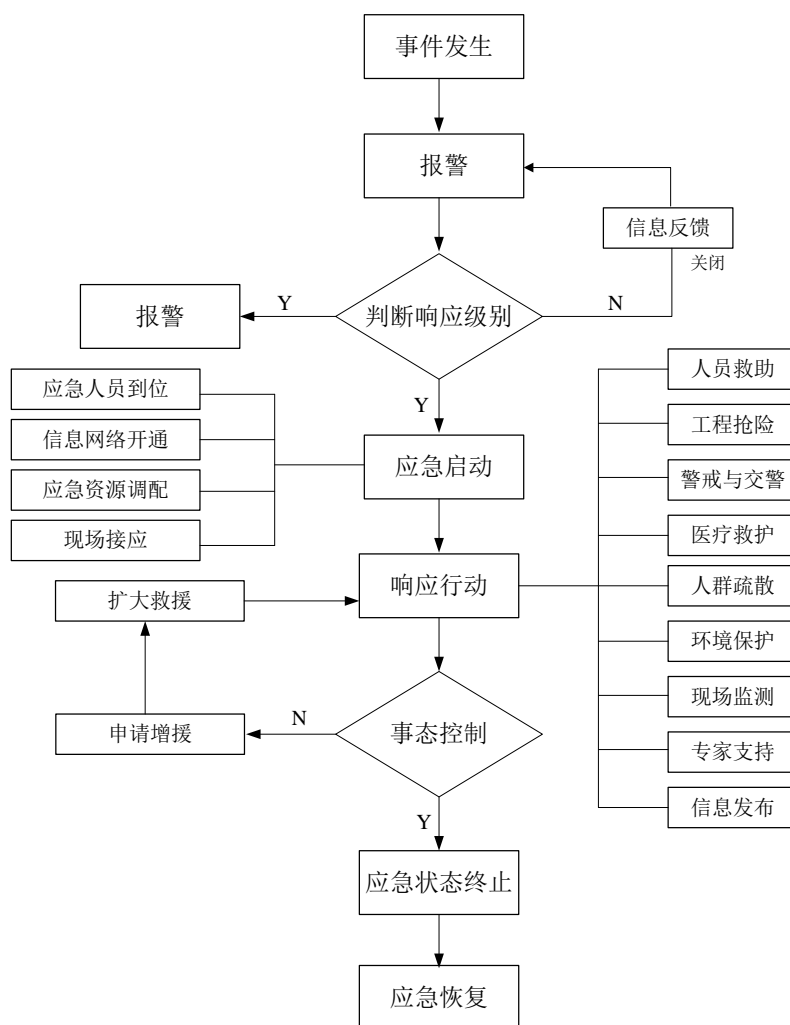 事件发生
报警
信息反馈
关闭
判断响应级别
Y
N
报警
Y
应急人员到位
信息网络开通
应急资源调配
现场接应
应急启动
人员救助
工程抢险
警戒与交警
医疗救护
人群疏散
环境保护
现场监测
专家支持
信息发布
响应行动
扩大救援
申请增援
N
事态控制
Y
应急状态终止
应急恢复